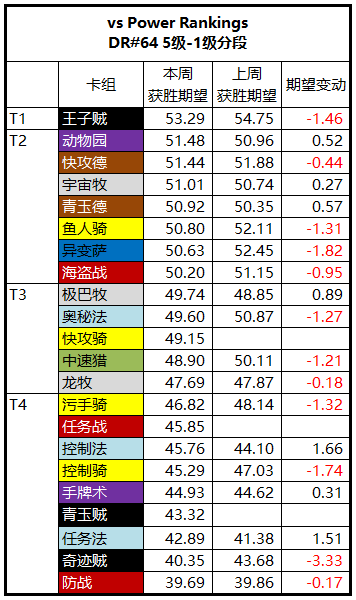 vs Power Rankings
DR#64 5级-1级分段
卡组 本周获胜期望 上周获胜期望 期望变动
T1 王子贼 53.29 54.75 -1.46
T2 动物园 51.48 50.96 0.52
快攻德 51.44 51.88 -0.44
宇宙牧 51.01 50.74 0.27
青玉德 50.92 50.35 0.57
鱼人骑 50.80 52.11 -1.31
异变萨 50.63 52.45 -1.82
海盗战 50.20 51.15 -0.95
T3 极巴牧 49.74 48.85 0.89
奥秘法 49.60 50.87 -1.27
快攻骑 49.15
中速猎 48.90 50.11 -1.21
龙牧 47.69 47.87 -0.18
T4 污手骑 46.82 48.14 -1.32
任务战 45.85
控制法 45.76 44.10 1.66
控制骑 45.29 47.03 -1.74
手牌术 44.93 44.62 0.31
青玉贼 43.32
任务法 42.89 41.38 1.51
奇迹贼 40.35 43.68 -3.33
防战 39.69 39.86 -0.17